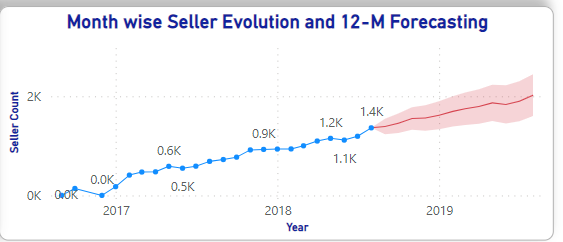 Month wise Seller Evolution and 12-M Forecasting
Seller Count
2K
0K
0.0K
0.0K
0.6K
0.5K
0.9K
1.2K
1.1K
1.4K
2017
2018
2019
Year